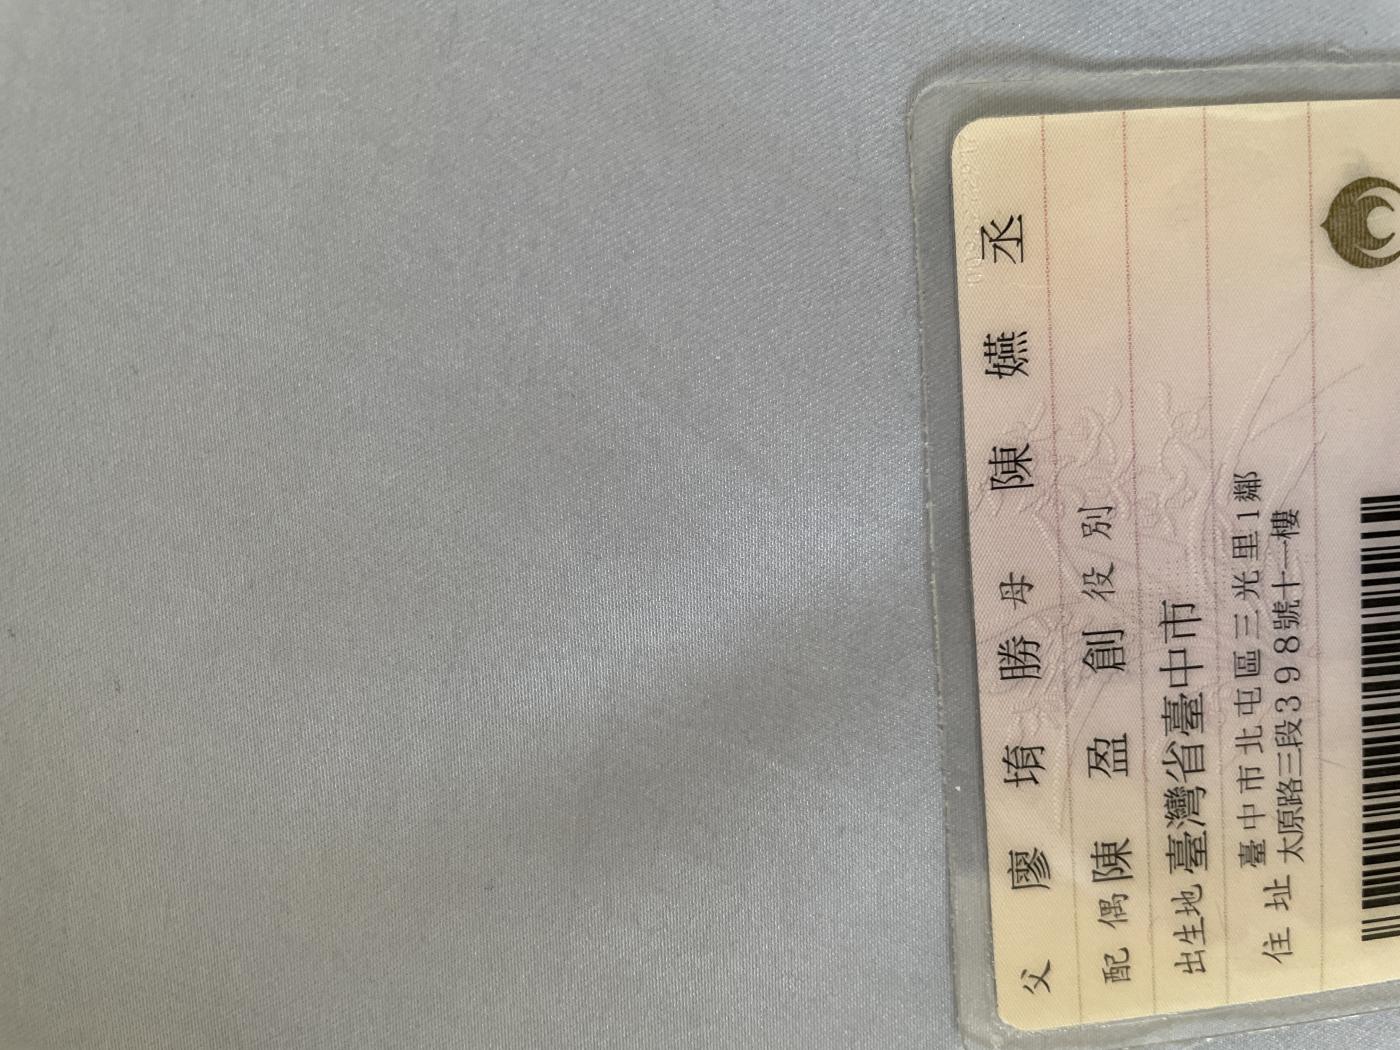 父 廖堉勝 母 陳嬿丞
配偶 陳盈創 役別
出生地 臺灣省臺中市
住址 臺中市北屯區三光里1鄰
太原路三段398號十一樓